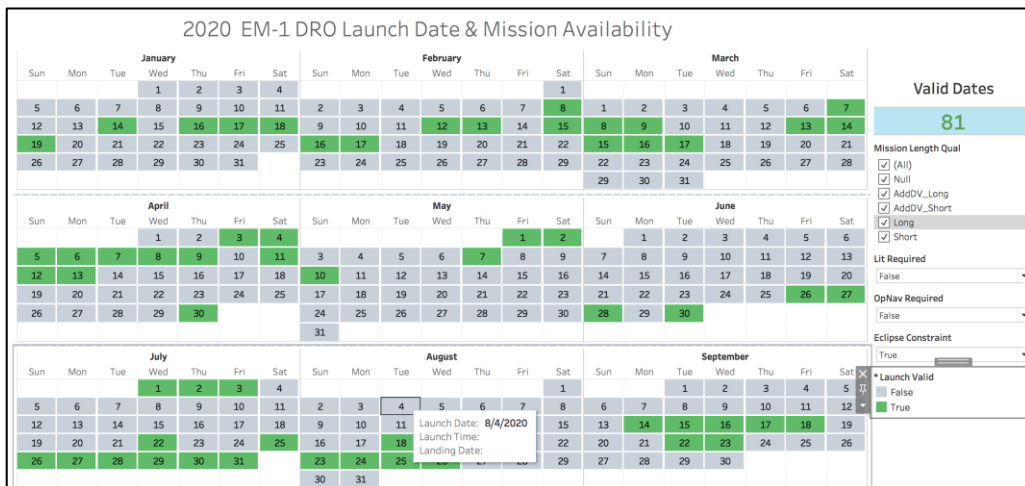 2020 EM-1 DRO Launch Date & Mission Availability
January February March
Sun Mon Tue Wed Thu Fri Sat Sun Mon Tue Wed Thu Fri Sat Sun Mon Tue Wed Thu Fri Sat
1 2 3 4 1
5 6 7 8 9 10 11 2 3 4 5 6 7 8 1 2 3 4 5 6 7
12 13 14 15 16 17 18 9 10 11 12 13 14 15 8 9 10 11 12 13 14
19 20 21 22 23 24 25 16 17 18 19 20 21 22 15 16 17 18 19 20 21
26 27 28 29 30 31 23 24 25 26 27 28 29 22 23 24 25 26 27 28
29 30 31
April May June
Sun Mon Tue Wed Thu Fri Sat Sun Mon Tue Wed Thu Fri Sat Sun Mon Tue Wed Thu Fri Sat
1 2 3 4 1 2 1 2 3 4 5 6
5 6 7 8 9 10 11 3 4 5 6 7 8 9 7 8 9 10 11 12 13
12 13 14 15 16 17 18 10 11 12 13 14 15 16 14 15 16 17 18 19 20
19 20 21 22 23 24 25 17 18 19 20 21 22 23 21 22 23 24 25 26 27
26 27 28 29 30 24 25 26 27 28 29 30 28 29 30
31
July August September
Sun Mon Tue Wed Thu Fri Sat Sun Mon Tue Wed Thu Fri Sat Sun Mon Tue Wed Thu Fri Sat
1 2 3 4 1 1 2 3 4 5
5 6 7 8 9 10 11 2 3 4 5 6 7 8 6 7 8 9 10 11 12
12 13 14 15 16 17 18 9 10 11 15 13 14 15 16 17 18 19
19 20 21 22 23 24 25 16 17 18 22 20 21 22 23 24 25 26
26 27 28 29 30 31 23 24 25 29 27 28 29 30
30 31
Launch Date: 8/4/2020
Launch Time:
Landing Date:
Valid Dates
81
Mission Length Qual
(All)
Null
AddDV_Long
AddDV_Short
Long
Short
Lit Required
False
OpNav Required
False
Eclipse Constraint
True
* Launch Valid
False
True